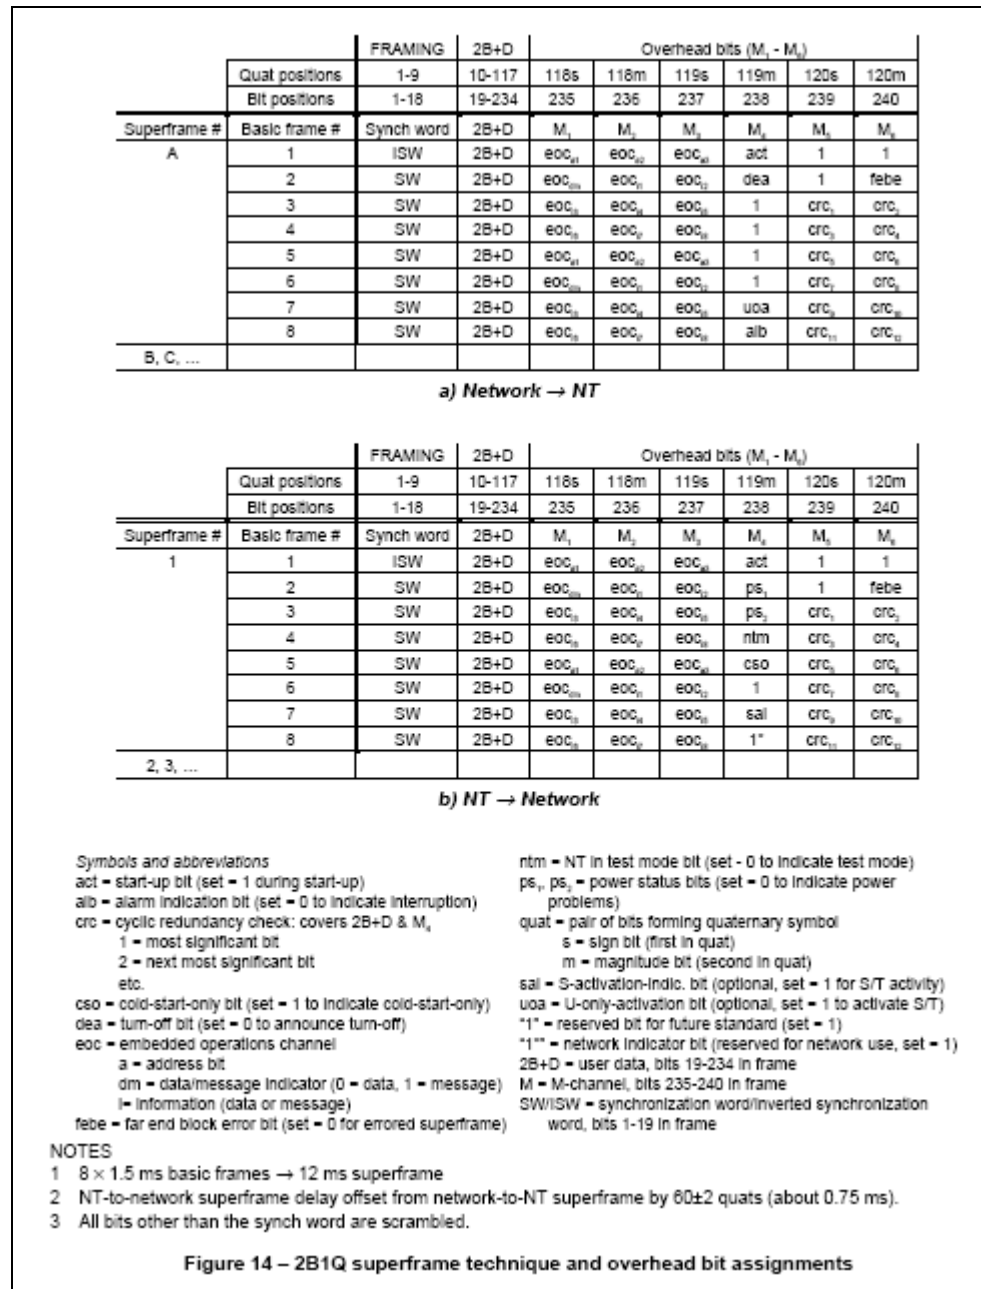 FRAMING 2B+D Overhead bits (M₁ - M₆)
Quat positions 1-9 10-117 118s 118m 119s 119m 120s 120m
Bit positions 1-18 19-234 235 236 237 238 239 240
Superframe # Basic frame # Synch word 2B+D M₁ M₂ M₃ M₄ M₅ M₆
A 1 ISW 2B+D eocₐ₁ eocₐ₂ eocₐ₃ act 1 1
2 SW 2B+D eoc_dm eocᵢ₁ eocᵢ₂ dea 1 febe
3 SW 2B+D eocᵢ₃ eocᵢ₄ eocᵢ₅ 1 crc₁ crc₂
4 SW 2B+D eocᵢ₆ eocᵢ₇ eocᵢ₈ 1 crc₃ crc₄
5 SW 2B+D eocₐ₁ eocₐ₂ eocₐ₃ 1 crc₅ crc₆
6 SW 2B+D eoc_dm eocᵢ₁ eocᵢ₂ 1 crc₇ crc₈
7 SW 2B+D eocᵢ₃ eocᵢ₄ eocᵢ₅ uoa crc₉ crc₁₀
8 SW 2B+D eocᵢ₆ eocᵢ₇ eocᵢ₈ aib crc₁₁ crc₁₂
B, C, ...
a) Network → NT
FRAMING 2B+D Overhead bits (M₁ - M₆)
Quat positions 1-9 10-117 118s 118m 119s 119m 120s 120m
Bit positions 1-18 19-234 235 236 237 238 239 240
Superframe # Basic frame # Synch word 2B+D M₁ M₂ M₃ M₄ M₅ M₆
1 1 ISW 2B+D eocₐ₁ eocₐ₂ eocₐ₃ act 1 1
2 SW 2B+D eoc_dm eocᵢ₁ eocᵢ₂ ps₁ 1 febe
3 SW 2B+D eocᵢ₃ eocᵢ₄ eocᵢ₅ ps₂ crc₁ crc₂
4 SW 2B+D eocᵢ₆ eocᵢ₇ eocᵢ₈ ntm crc₃ crc₄
5 SW 2B+D eocₐ₁ eocₐ₂ eocₐ₃ cso crc₅ crc₆
6 SW 2B+D eoc_dm eocᵢ₁ eocᵢ₂ 1 crc₇ crc₈
7 SW 2B+D eocᵢ₃ eocᵢ₄ eocᵢ₅ sai crc₉ crc₁₀
8 SW 2B+D eocᵢ₆ eocᵢ₇ eocᵢ₈ 1* crc₁₁ crc₁₂
2, 3, ...
b) NT → Network
Symbols and abbreviations
act = start-up bit (set = 1 during start-up)
aib = alarm indication bit (set = 0 to indicate interruption)
crc = cyclic redundancy check: covers 2B+D & M₄
1 = most significant bit
2 = next most significant bit
etc.
cso = cold-start-only bit (set = 1 to indicate cold-start-only)
dea = turn-off bit (set = 0 to announce turn-off)
eoc = embedded operations channel
a = address bit
dm = data/message indicator (0 = data, 1 = message)
i= information (data or message)
febe = far end block error bit (set = 0 for errored superframe)
ntm = NT in test mode bit (set - 0 to indicate test mode)
ps₁, ps₂ = power status bits (set = 0 to indicate power
problems)
quat = pair of bits forming quaternary symbol
s = sign bit (first in quat)
m = magnitude bit (second in quat)
sai = S-activation-indic. bit (optional, set = 1 for S/T activity)
uoa = U-only-activation bit (optional, set = 1 to activate S/T)
"1" = reserved bit for future standard (set = 1)
"1*" = network indicator bit (reserved for network use, set = 1)
2B+D = user data, bits 19-234 in frame
M = M-channel, bits 235-240 in frame
SW/ISW = synchronization word/inverted synchronization
word, bits 1-19 in frame
NOTES
1 8 × 1.5 ms basic frames → 12 ms superframe
2 NT-to-network superframe delay offset from network-to-NT superframe by 60±2 quats (about 0.75 ms).
3 All bits other than the synch word are scrambled.
Figure 14 – 2B1Q superframe technique and overhead bit assignments